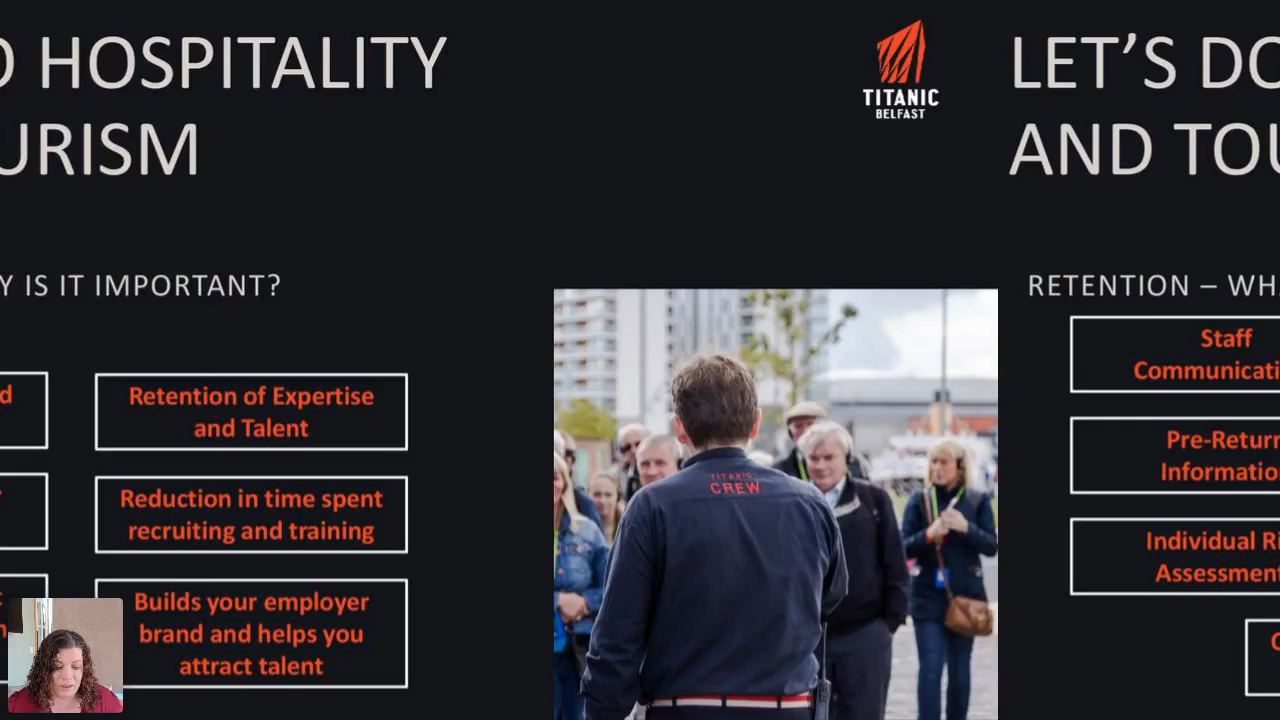 HOSPITALITY
URISM
Y IS IT IMPORTANT?
d
Retention of Expertise
and Talent
Reduction in time spent
recruiting and training
Builds your employer
brand and helps you
attract talent
TITANIC
BELFAST
TITANIC
CREW
LET'S DO
AND TOU
RETENTION – WH
Staff
Communicati
Pre-Return
Informatio
Individual Ri
Assessment